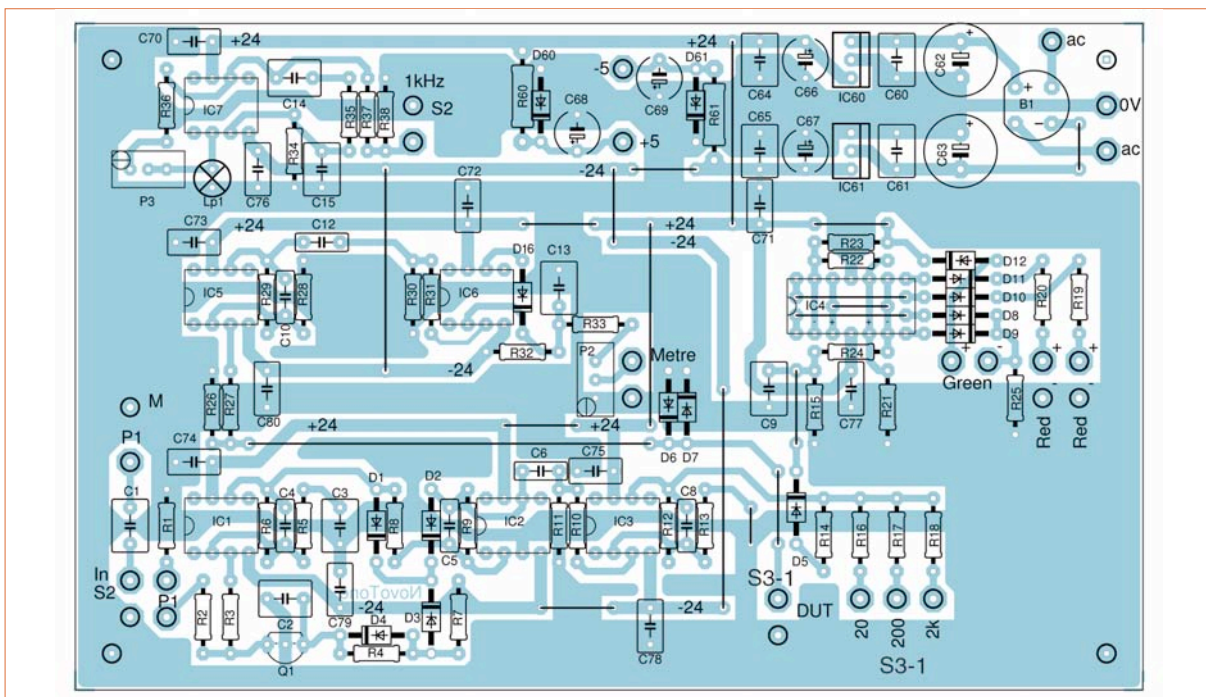 C70 +24 D60 +24 D61 ac
-5
1kHz
S2
C14
R36 IC7 R35 R37 R38 R60 C68 C69 R61 C64 C66 IC60 C60 C62 B1 0V
R34 +5 C65 C67 C63 ac
-24
P3 Lp1 C76 C15 C72 IC61 C61
C71
C73 +24 C12 D16 C13 +24
-24
R23
R22
D12
D11
D10
D8
D9
IC5 R29 C10 R28 R30 R31 IC6 IC4 R20 R19
R33
R32 P2 Metre R24
-24 Green
R26 R27 C80 D6 D7 C9 R15 C77 R21 R25 Red Red
M
P1
C74 +24 +24
C6 C75
C1 R1 IC1 R6 C4 R5 C3 D1 R8 D2 C5 R9 IC2 R11 R10 IC3 R12 C8 R13 D5 R14 R16 R17 R18
In
S2 P1
R2 R3 C2 C79 -24 NovoTone D3 R7 -24
D4
R4
Q1
C78
S3-1
DUT 20 200 2k
S3-1